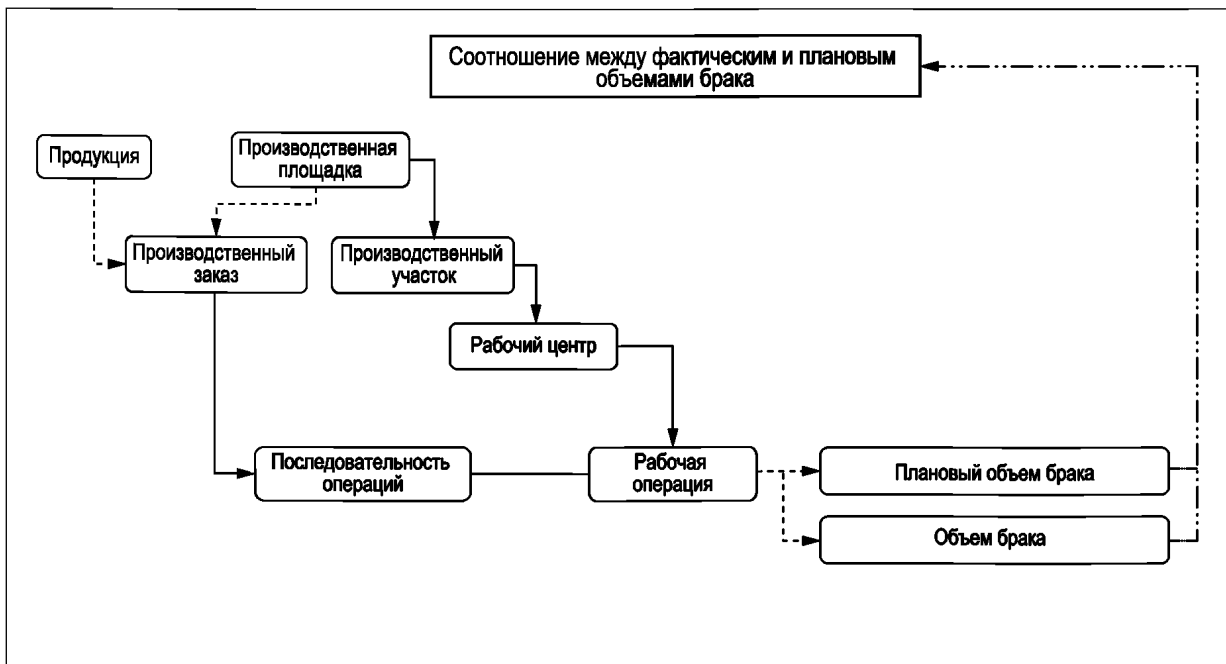 Соотношение между фактическим и плановым
объемами брака
Продукция
Производственная
площадка
Производственный
заказ
Производственный
участок
Рабочий центр
Последовательность
операций
Рабочая
операция
Плановый объем брака
Объем брака